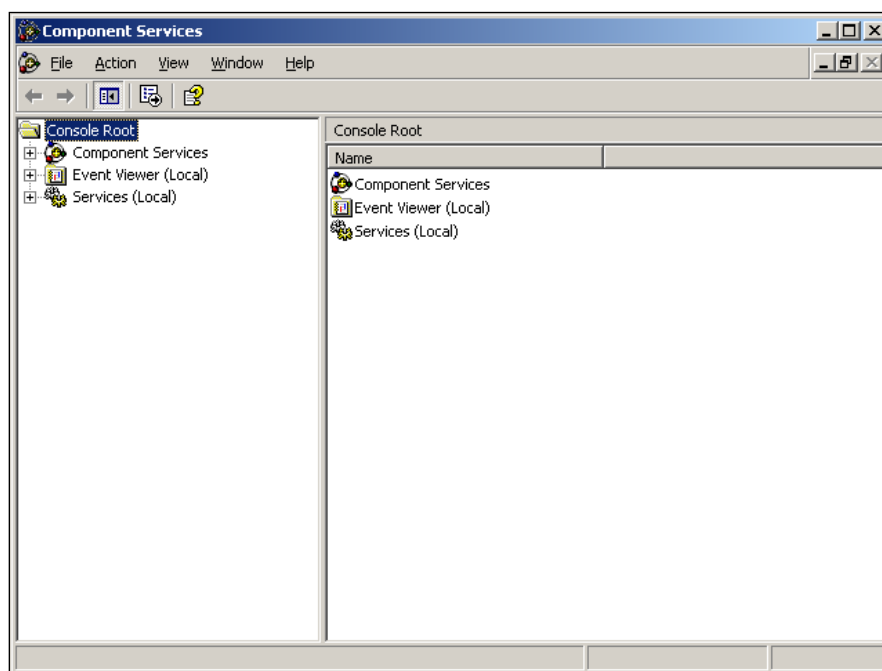 Component Services
File Action View Window Help
Console Root
Component Services
Event Viewer (Local)
Services (Local)
Console Root
Name
Component Services
Event Viewer (Local)
Services (Local)